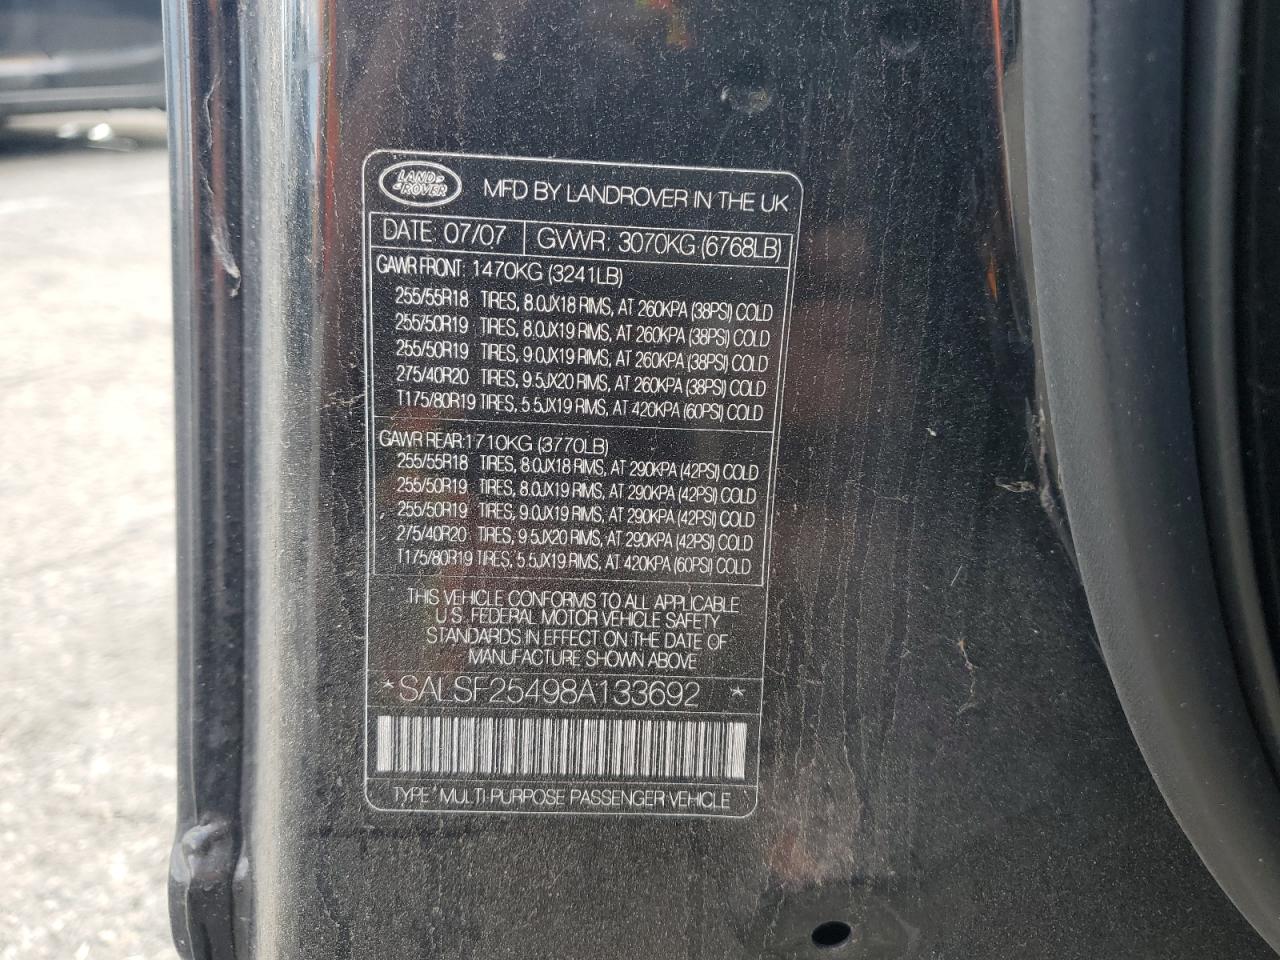 LAND-
-ROVER
MFD BY LANDROVER IN THE UK
DATE: 07/07 GVWR: 3070KG (6768LB)
GAWR FRONT: 1470KG (3241LB)
255/55R18 TIRES, 8.0JX18 RIMS, AT 260KPA (38PSI) COLD
255/50R19 TIRES, 8.0JX19 RIMS, AT 260KPA (38PSI) COLD
255/50R19 TIRES, 9.0JX19 RIMS, AT 260KPA (38PSI) COLD
275/40R20 TIRES, 9.5JX20 RIMS, AT 260KPA (38PSI) COLD
T175/80R19 TIRES, 5.5JX19 RIMS, AT 420KPA (60PSI) COLD
GAWR REAR: 1710KG (3770LB)
255/55R18 TIRES, 8.0JX18 RIMS, AT 290KPA (42PSI) COLD
255/50R19 TIRES, 8.0JX19 RIMS, AT 290KPA (42PSI) COLD
255/50R19 TIRES, 9.0JX19 RIMS, AT 290KPA (42PSI) COLD
275/40R20 TIRES, 9.5JX20 RIMS, AT 290KPA (42PSI) COLD
T175/80R19 TIRES, 5.5JX19 RIMS, AT 420KPA (60PSI) COLD
THIS VEHICLE CONFORMS TO ALL APPLICABLE
U.S. FEDERAL MOTOR VEHICLE SAFETY
STANDARDS IN EFFECT ON THE DATE OF
MANUFACTURE SHOWN ABOVE
*SALSF25498A133692 *
TYPE: MULTI PURPOSE PASSENGER VEHICLE